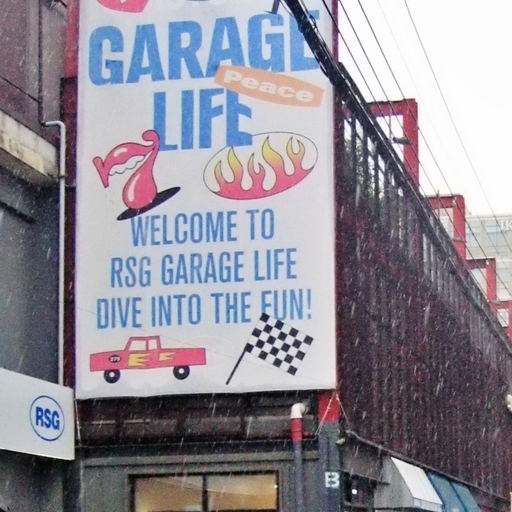 GARAGE
Peace
LIFE
WELCOME TO
RSG GARAGE LIFE
DIVE INTO THE FUN!
RSG
B